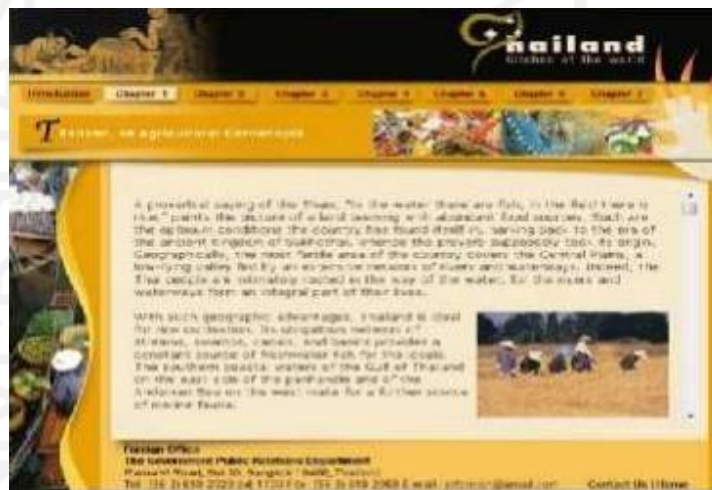 Thailand
Kitchen of the world
Introduction Chapter 1 Chapter 2 Chapter 3 Chapter 4 Chapter 5 Chapter 6 Chapter 7
Thailand, an Agricultural Cornucopia
A proverbial saying of the Thais, "In the water there are fish, in the field there is
rice," paints the picture of a land teeming with abundant food sources. Such are
the optimum conditions the country has found itself in, harking back to the era of
the ancient Kingdom of Sukhothai, whence the proverb supposedly took its origin.
Geographically, the most fertile area of the country covers the Central Plains, a
low-lying valley fed by an extensive network of rivers and waterways. Indeed, the
Thai people are intimately rooted in the way of the water, for the rivers and
waterways form an integral part of their lives.
With such geographic advantages, Thailand is ideal
for rice cultivation. Its ubiquitous network of
streams, swamps, canals, and basins provides a
constant source of freshwater fish for the locals.
The southern coastal waters of the Gulf of Thailand
on the east side of the panhandle and of the
Andaman Sea on the west make for a further source
of marine fauna.
Foreign Office
The Government Public Relations Department
Road, Bangkok Thailand
Tel. Fax. E-mail:
Contact Us | Home